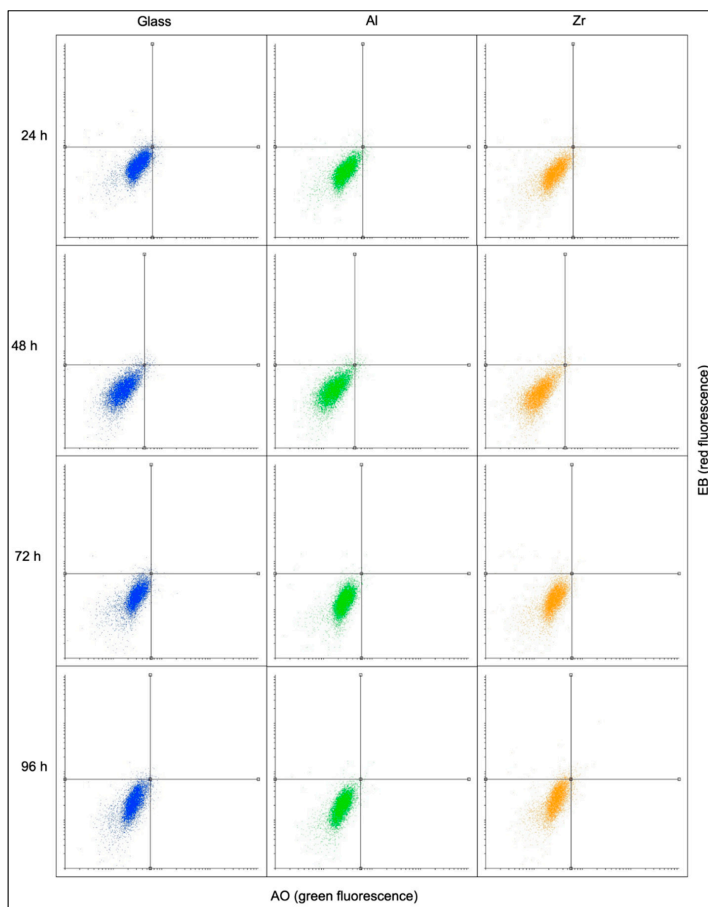 Glass Al Zr
24 h
48 h
EB (red fluorescence)
72 h
96 h
AO (green fluorescence)